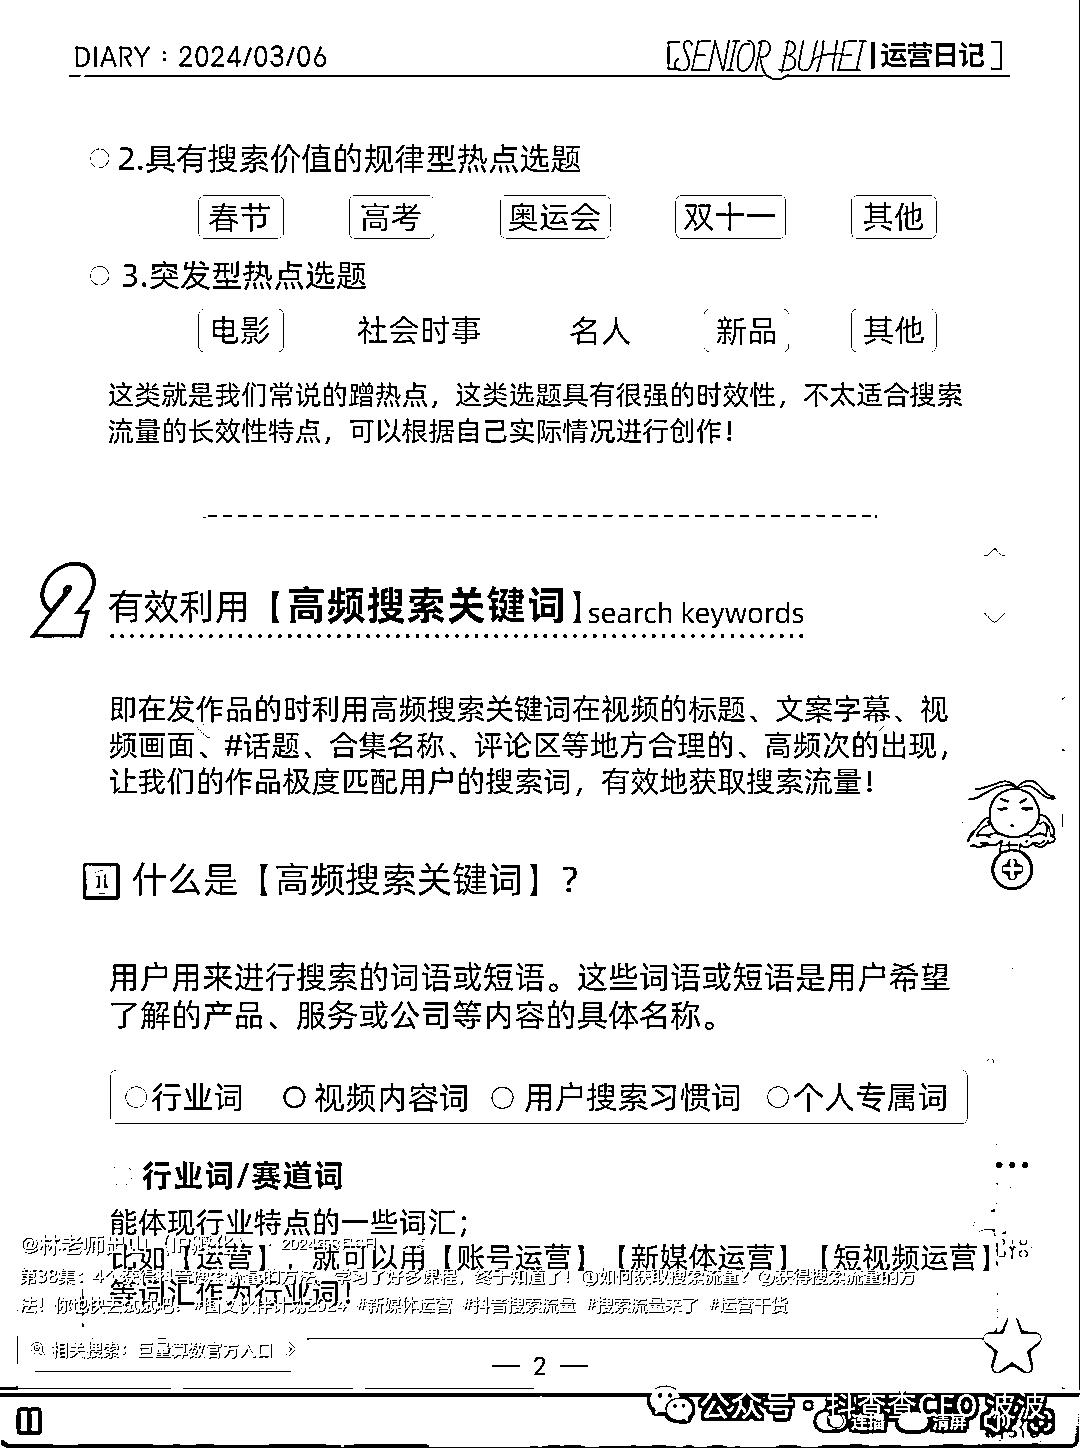 DIARY：2024/03/06
[SENIOR BUHEI|运营日记]
2.具有搜索价值的规律型热点选题
春节 高考 奥运会 双十一 其他
3.突发型热点选题
电影 社会时事 名人 新品 其他
这类就是我们常说的蹭热点，这类选题具有很强的时效性，不太适合搜索
流量的长效性特点，可以根据自己实际情况进行创作！
2 有效利用【高频搜索关键词】search keywords
即在发作品的时利用高频搜索关键词在视频的标题、文案字幕、视
频画面、#话题、合集名称、评论区等地方合理的、高频次的出现，
让我们的作品极度匹配用户的搜索词，有效地获取搜索流量！
什么是【高频搜索关键词】？
用户用来进行搜索的词语或短语。这些词语或短语是用户希望
了解的产品、服务或公司等内容的具体名称。
行业词 视频内容词 用户搜索习惯词 个人专属词
行业词/赛道词
能体现行业特点的一些词汇；
@林老师出山
比如【运营】，就可以用【账号运营】【新媒体运营】【短视频运营】
第38集：4个获得抖音搜索流量的方法，学习了好多课程，终于知道了！@如何获取搜索流量？@获得搜索流量的方
等词汇作为行业词！
法！你地快去试试吧！ #图文伙伴计划2024 #新媒体运营 #抖音搜索流量 #搜索流量来了 #运营干货
相关搜索：巨量算数官方入口
— 2 —
公众号·抖查查CEO 波波
连播 清屏